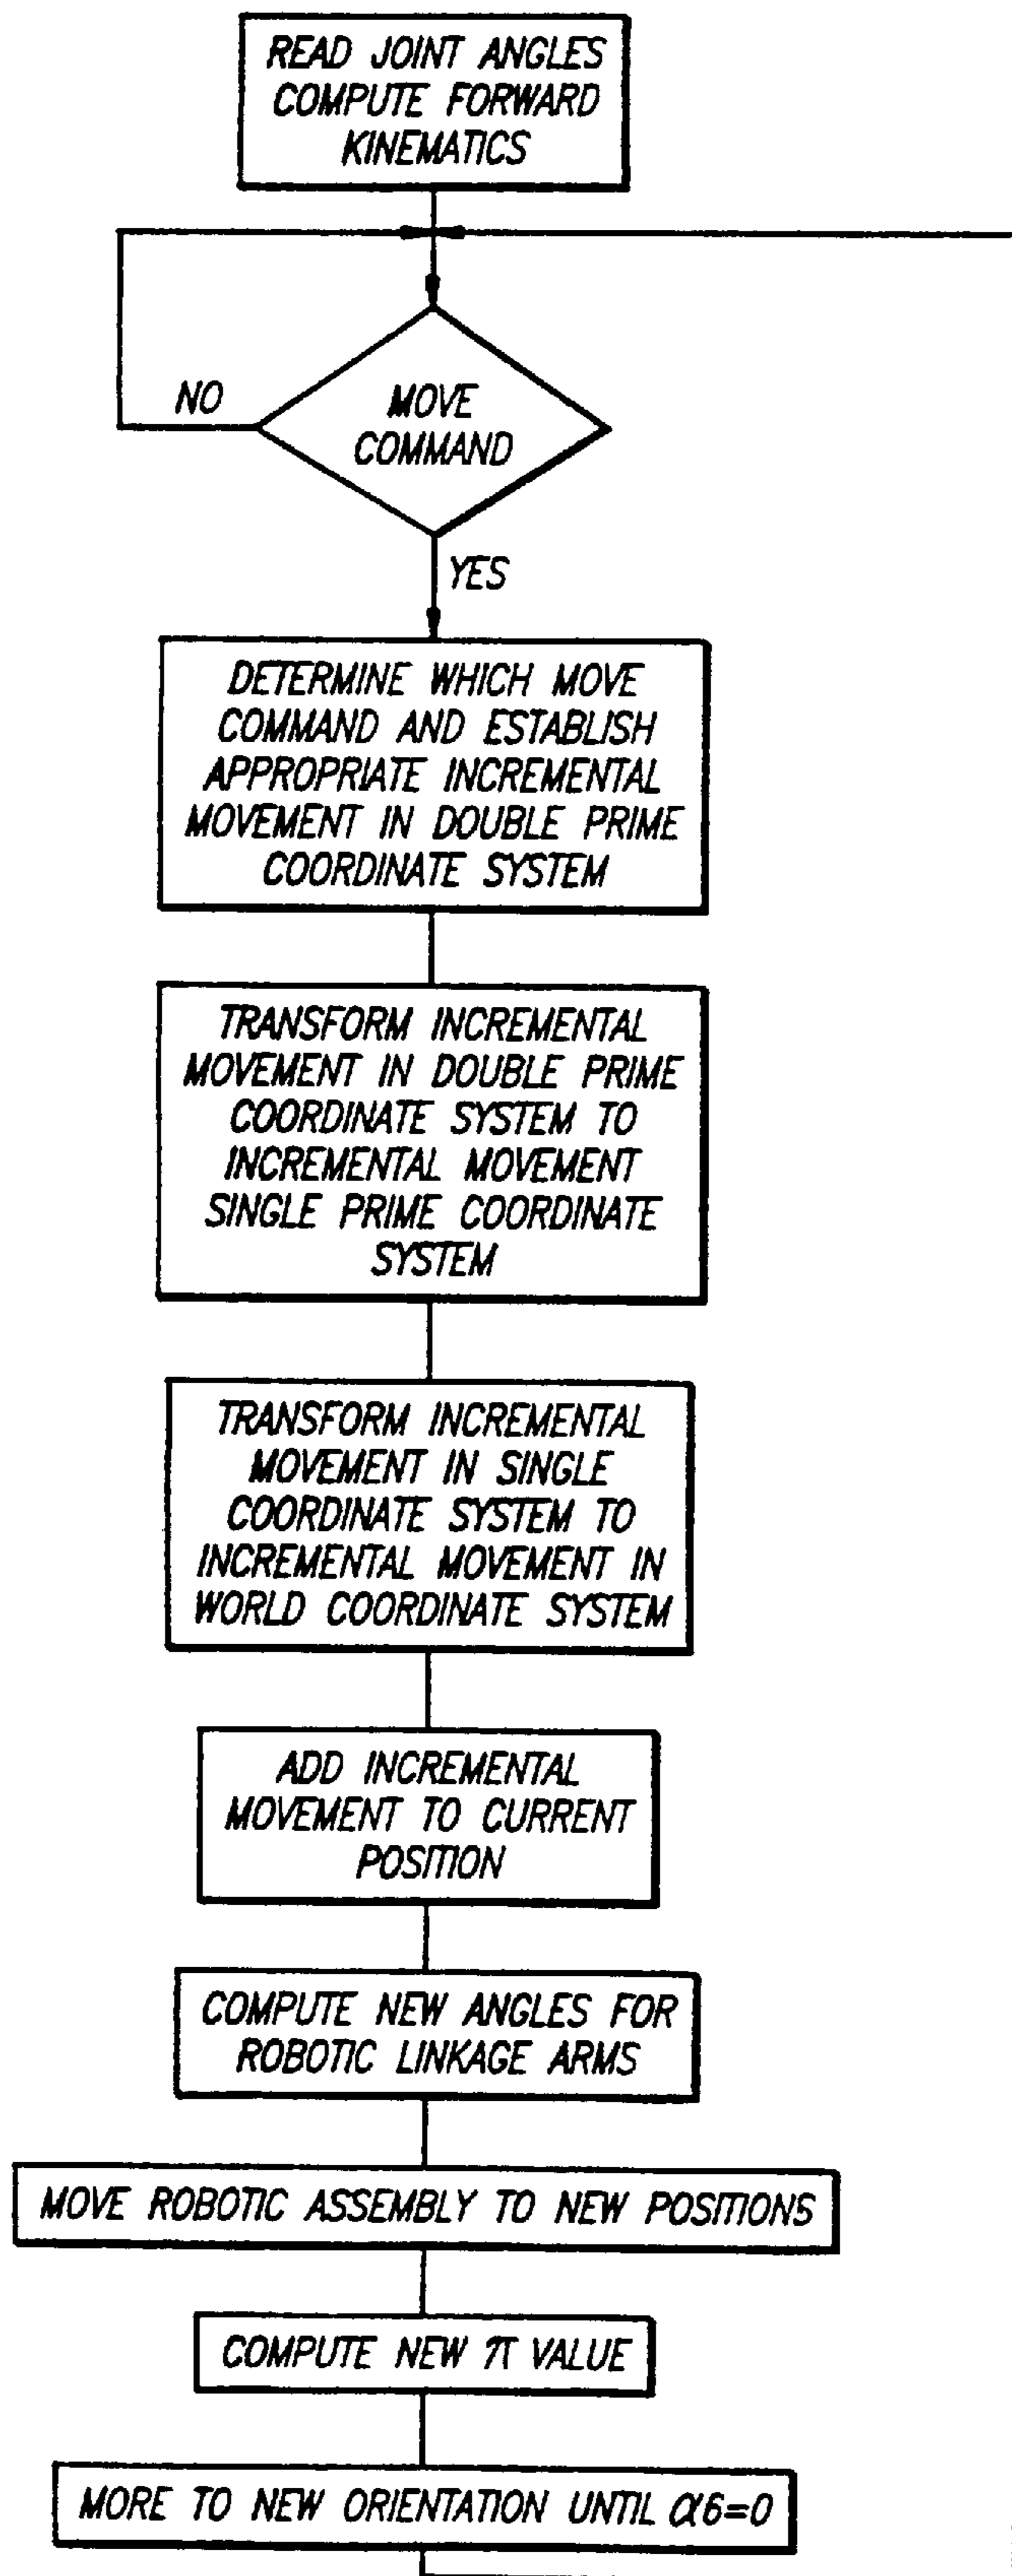 READ JOINT ANGLES
COMPUTE FORWARD
KINEMATICS
MOVE
COMMAND
NO
YES
DETERMINE WHICH MOVE
COMMAND AND ESTABLISH
APPROPRIATE INCREMENTAL
MOVEMENT IN DOUBLE PRIME
COORDINATE SYSTEM
TRANSFORM INCREMENTAL
MOVEMENT IN DOUBLE PRIME
COORDINATE SYSTEM TO
INCREMENTAL MOVEMENT
SINGLE PRIME COORDINATE
SYSTEM
TRANSFORM INCREMENTAL
MOVEMENT IN SINGLE
COORDINATE SYSTEM TO
INCREMENTAL MOVEMENT IN
WORLD COORDINATE SYSTEM
ADD INCREMENTAL
MOVEMENT TO CURRENT
POSITION
COMPUTE NEW ANGLES FOR
ROBOTIC LINKAGE ARMS
MOVE ROBOTIC ASSEMBLY TO NEW POSITIONS
COMPUTE NEW π VALUE
MORE TO NEW ORIENTATION UNTIL α6=0